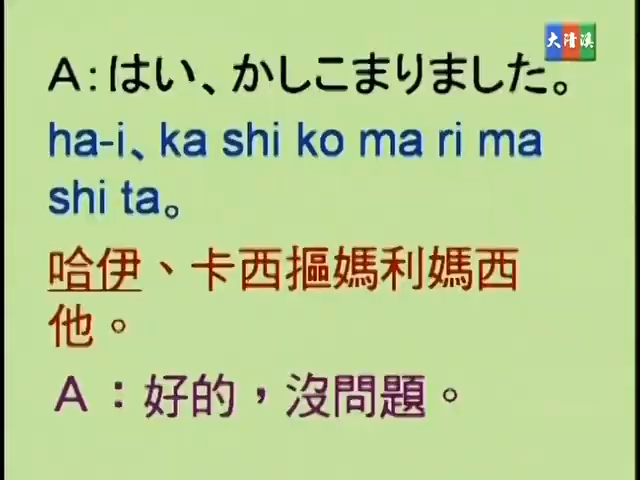 大清溪
A：はい、かしこまりました。
ha-i、ka shi ko ma ri ma
shi ta。
哈伊、卡西摳媽利媽西
他。
A：好的，沒問題。